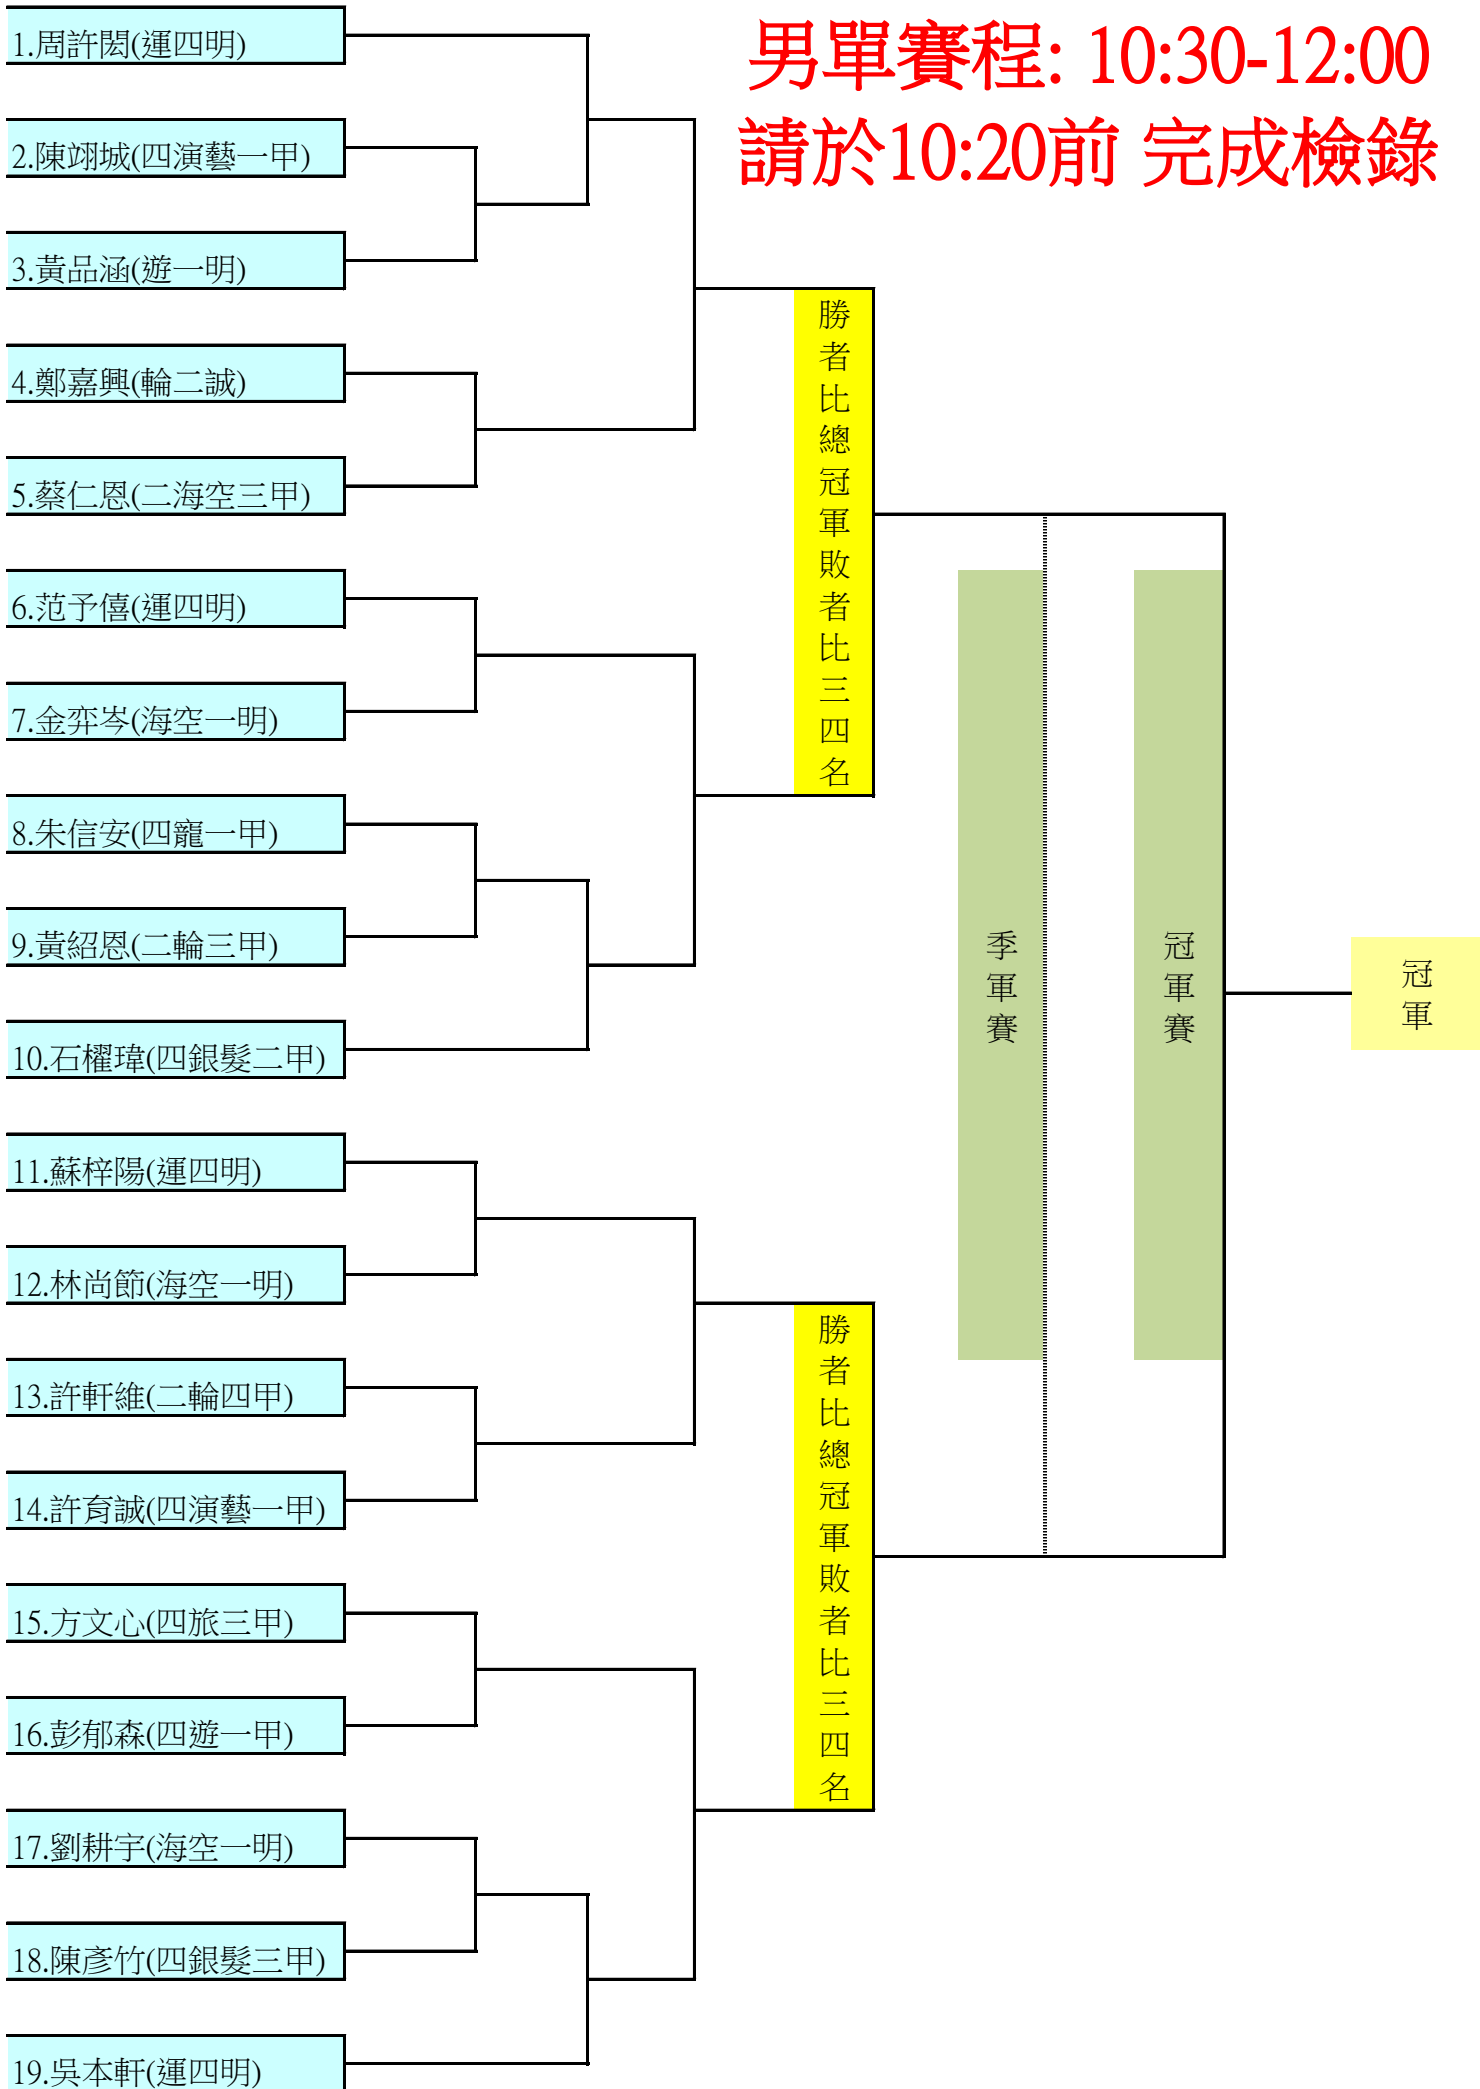 男單賽程: 10:30-12:00
請於10:20前 完成檢錄
1.周許閎(運四明)
2.陳翊城(四演藝一甲)
3.黃品涵(遊一明)
4.鄭嘉興(輪二誠)
5.蔡仁恩(二海空三甲)
6.范予僖(運四明)
7.金弈岑(海空一明)
8.朱信安(四寵一甲)
9.黃紹恩(二輪三甲)
10.石櫂瑋(四銀髮二甲)
11.蘇梓陽(運四明)
12.林尚節(海空一明)
13.許軒維(二輪四甲)
14.許育誠(四演藝一甲)
15.方文心(四旅三甲)
16.彭郁森(四遊一甲)
17.劉耕宇(海空一明)
18.陳彥竹(四銀髮三甲)
19.吳本軒(運四明)
勝者比總冠軍敗者比三四名
勝者比總冠軍敗者比三四名
季軍賽
冠軍賽
冠軍